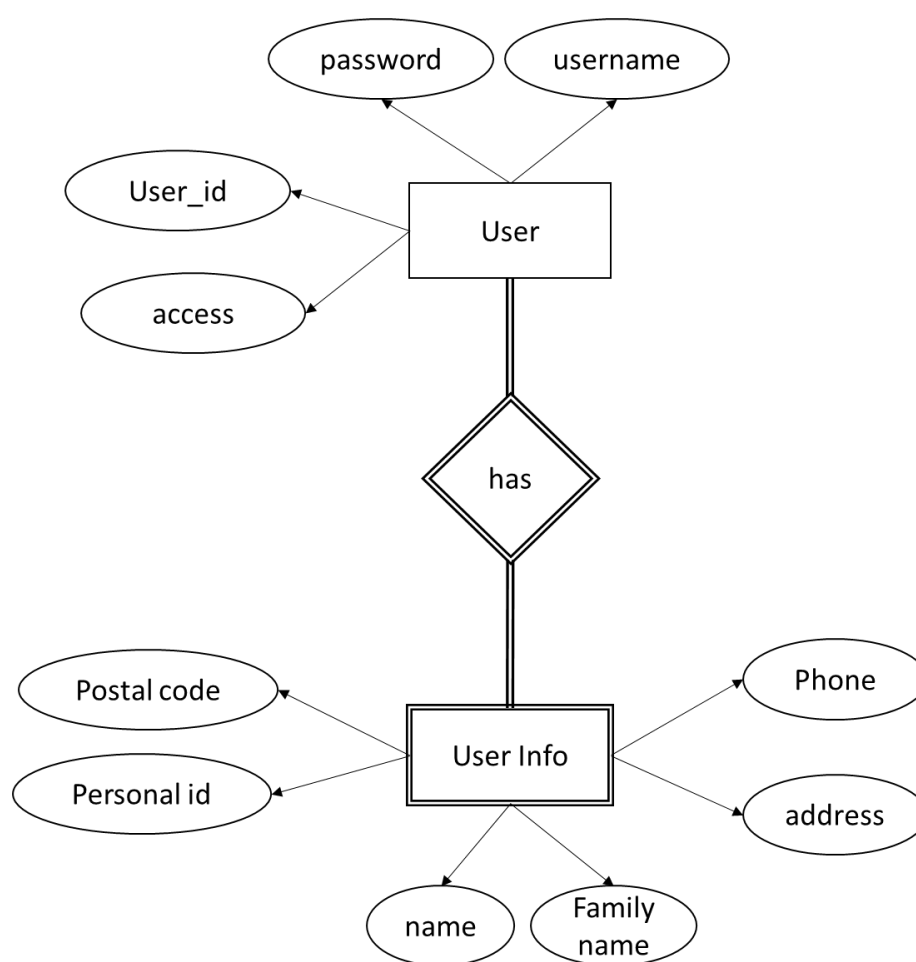 password
username
User_id
User
access
has
Postal code
Phone
User Info
Personal id
address
name
Family
name